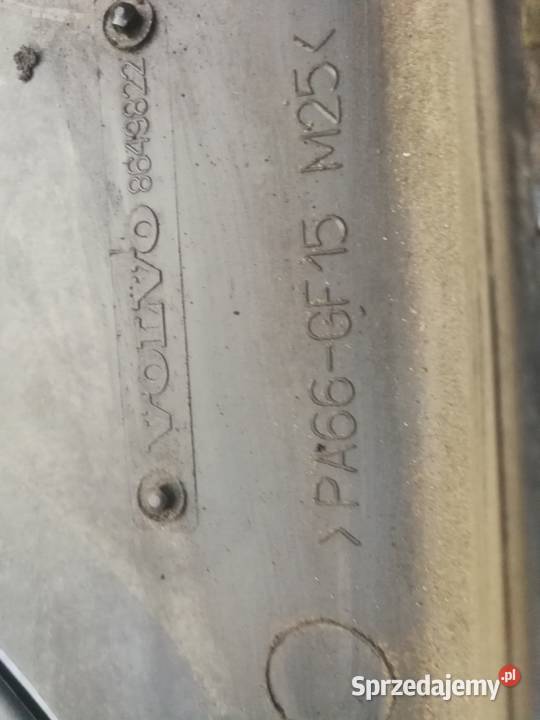 VOLVO 8649822
>PA66-GF15 M25<
Sprzedajemy.pl